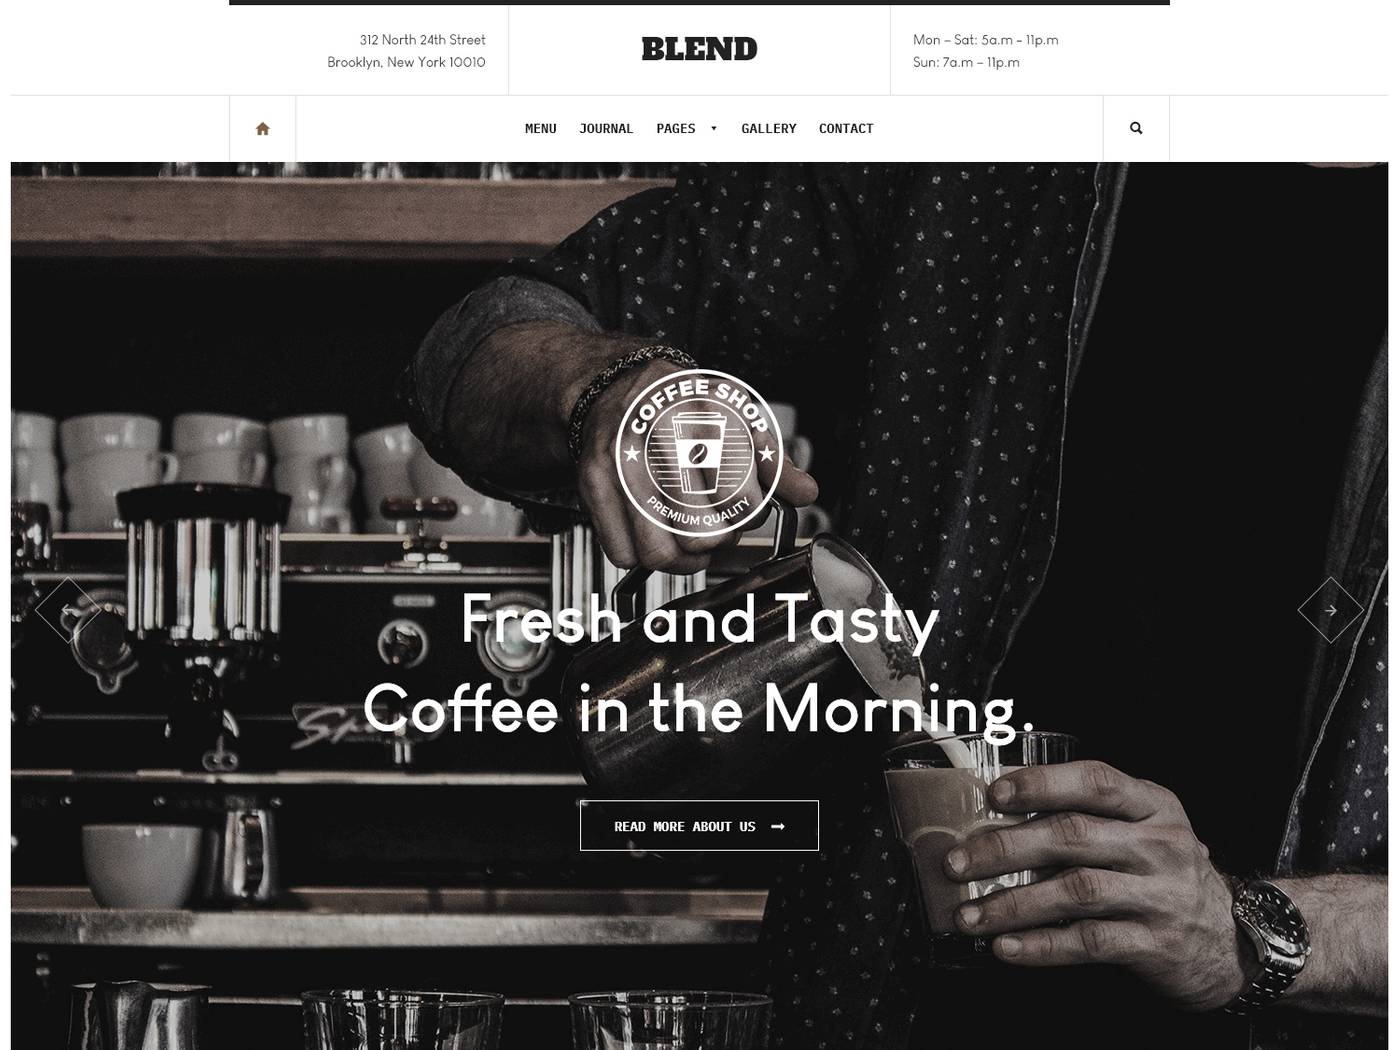 312 North 24th Street
Brooklyn, New York 10010
BLEND
Mon – Sat: 5a.m - 11p.m
Sun: 7a.m – 11p.m
MENU JOURNAL PAGES GALLERY CONTACT
COFFEE SHOP
PREMIUM QUALITY
Fresh and Tasty
Coffee in the Morning.
READ MORE ABOUT US